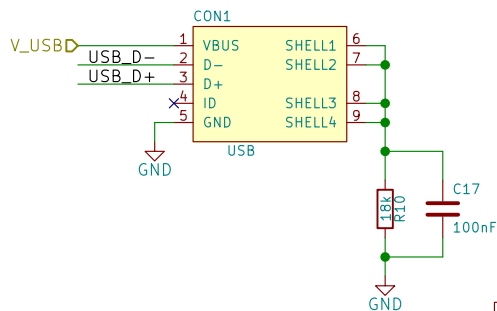 CON1
V_USB
1 VBUS SHELL1 6
USB_D- 2 D- SHELL2 7
USB_D+ 3 D+
4 ID SHELL3 8
5 GND SHELL4 9
USB
GND
18k
R10
C17
100nF
GND